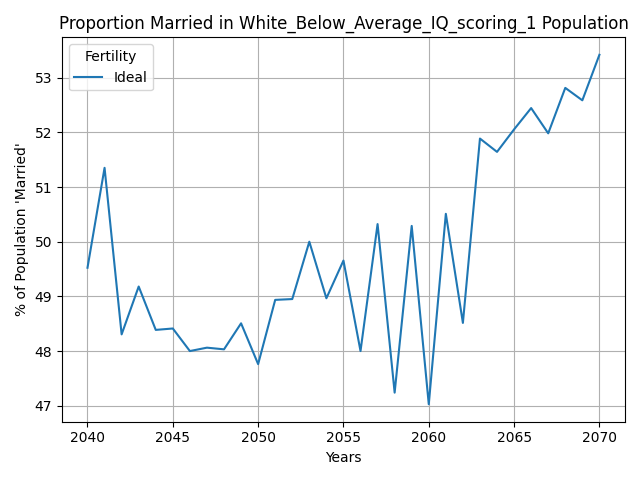 Proportion Married in White_Below_Average_IQ_scoring_1 Population
Fertility
Ideal
% of Population 'Married'
53
52
51
50
49
48
47
2040 2045 2050 2055 2060 2065 2070
Years